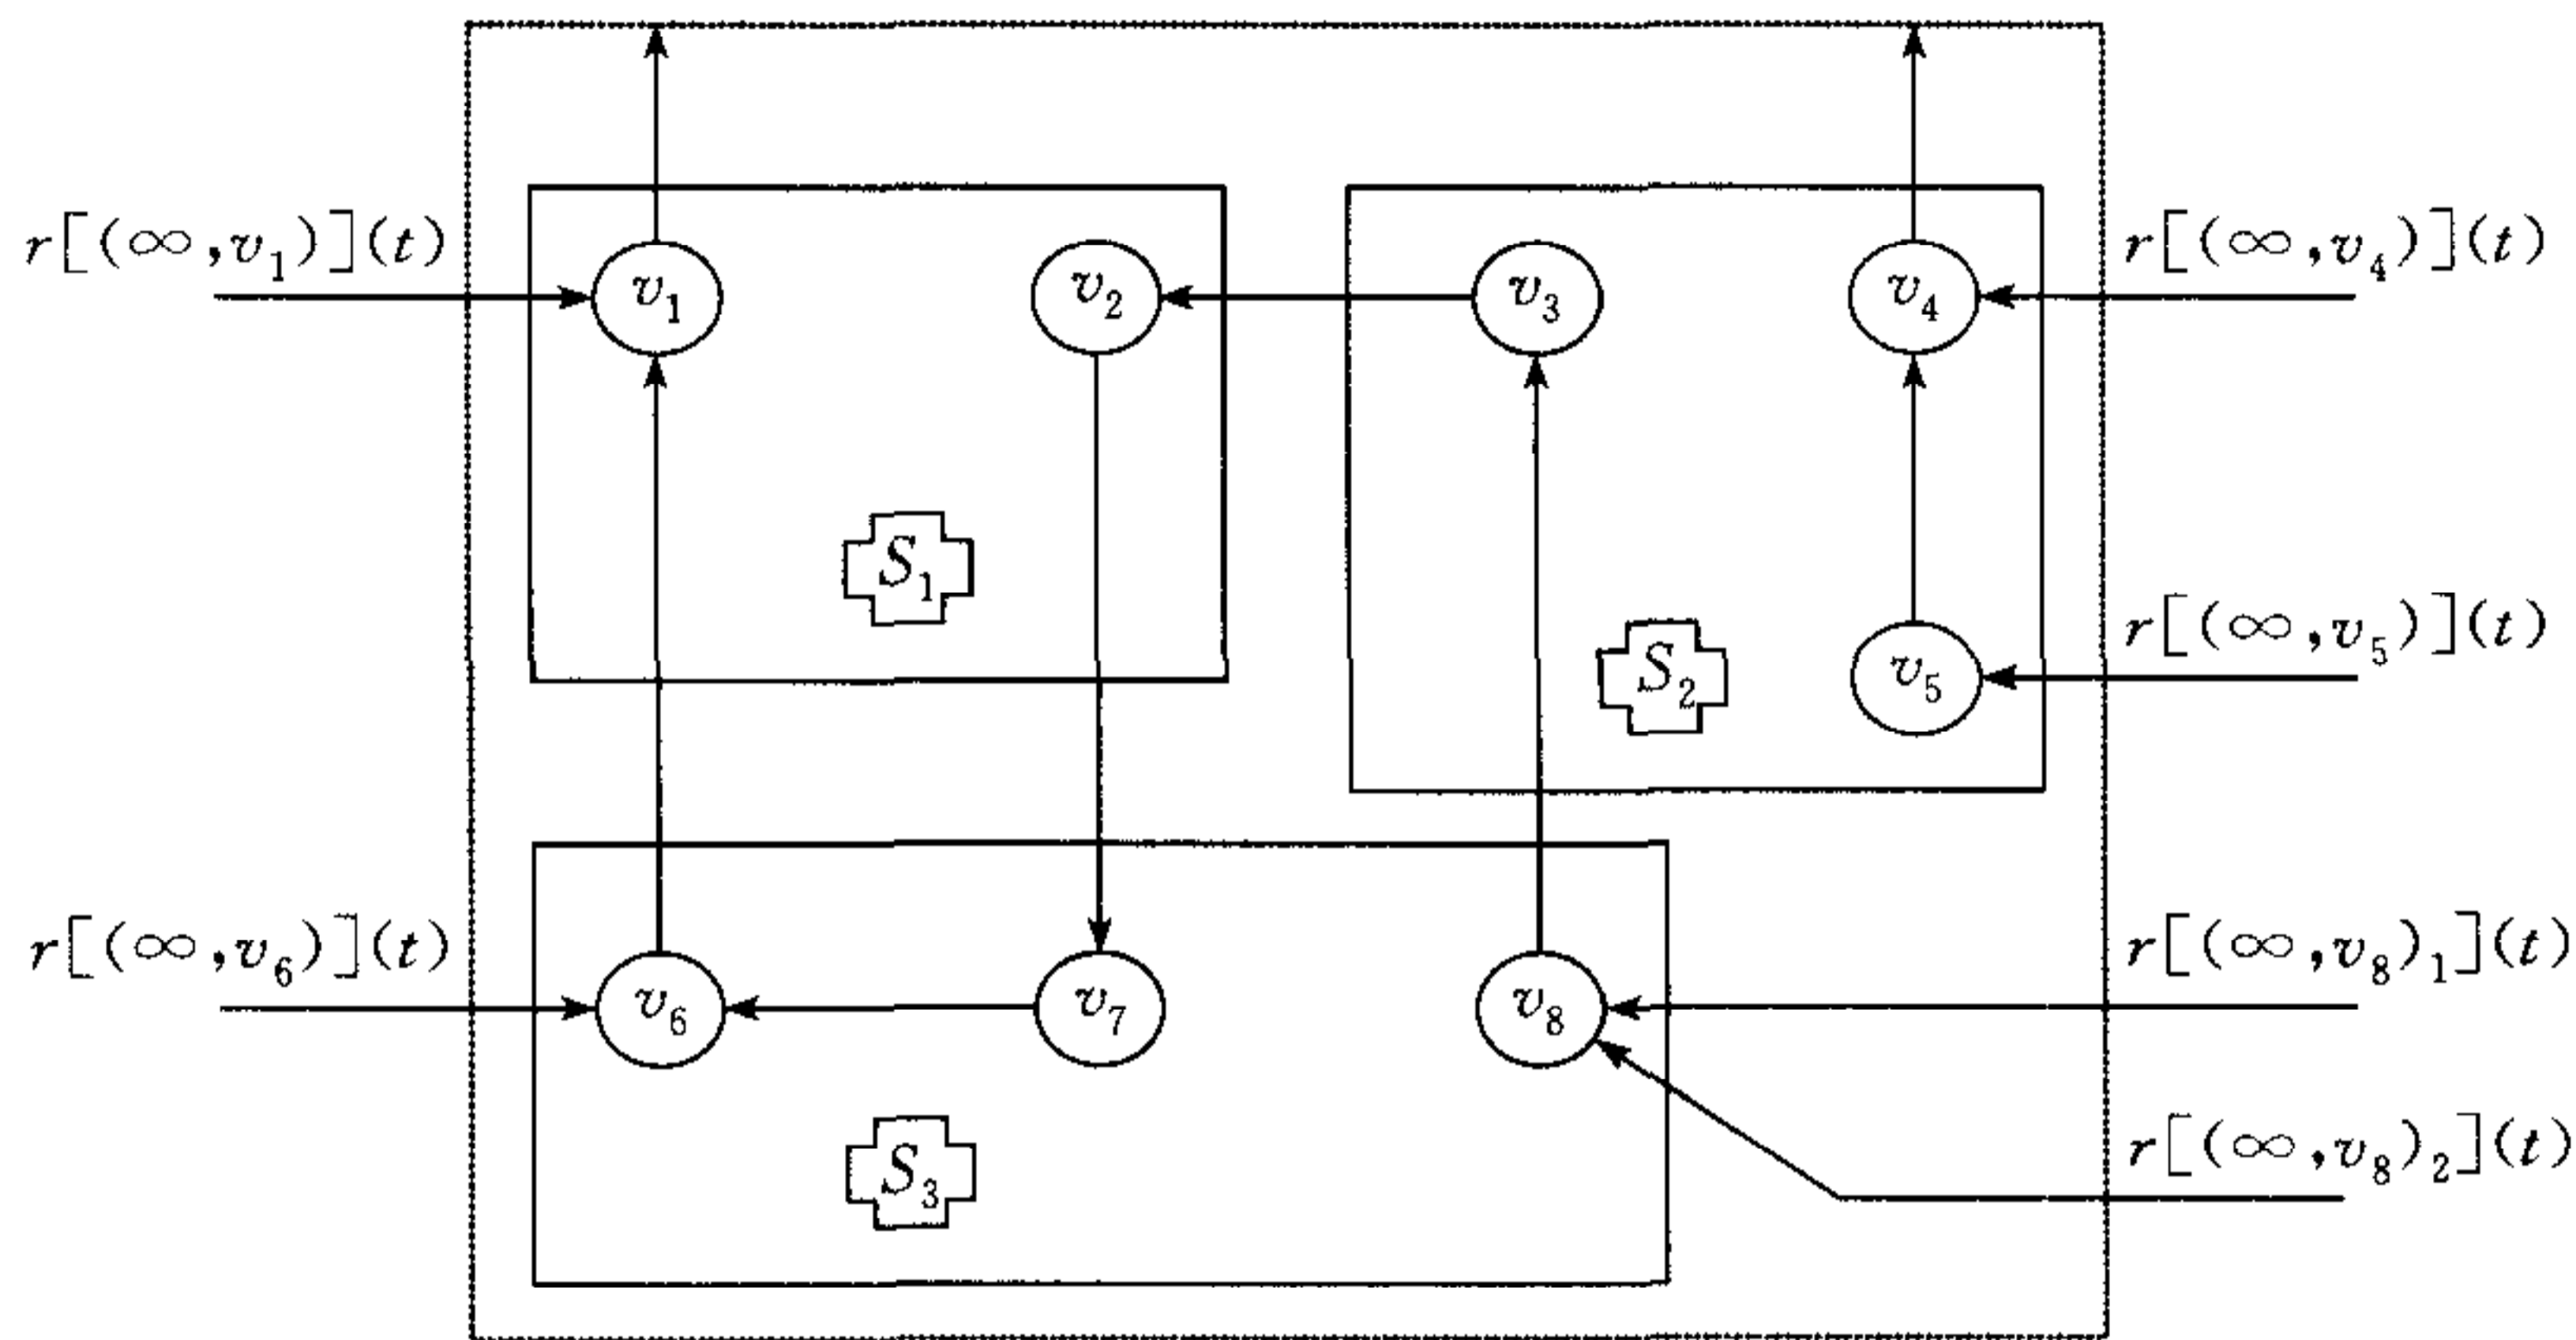 r[(∞,v₁)](t)
v₁
v₂
v₃
v₄
r[(∞,v₄)](t)
S₁
S₂
v₅
r[(∞,v₅)](t)
r[(∞,v₆)](t)
v₆
v₇
v₈
r[(∞,v₈)₁](t)
S₃
r[(∞,v₈)₂](t)